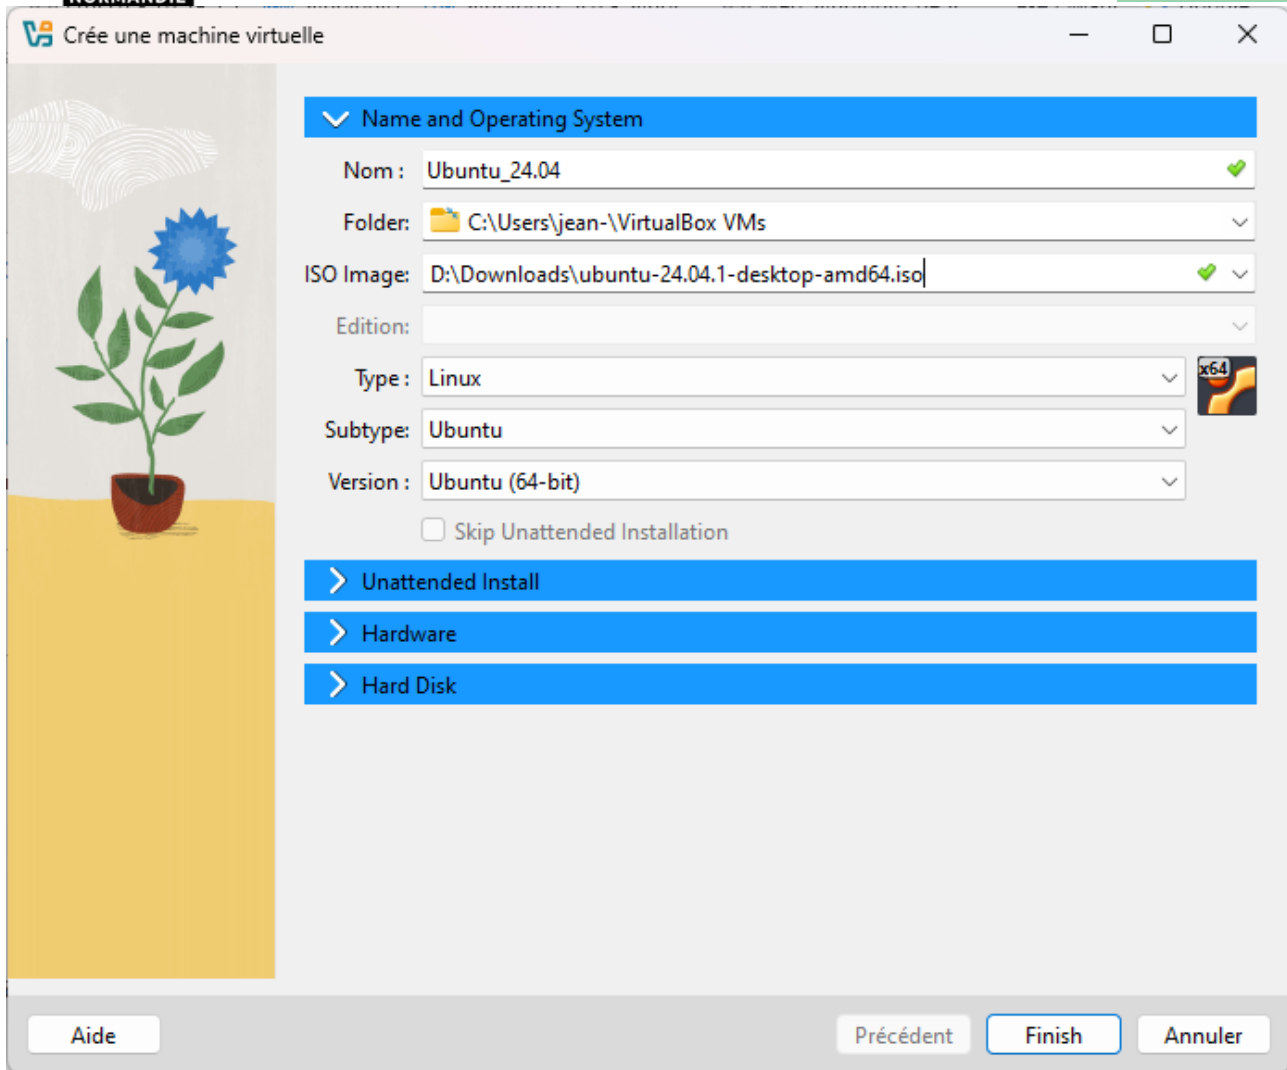 NORMANDIE
Crée une machine virtuelle
Name and Operating System
Nom : Ubuntu_24.04
Folder: C:\Users\jean-\VirtualBox VMs
ISO Image: D:\Downloads\ubuntu-24.04.1-desktop-amd64.iso
Edition:
Type : Linux x64
Subtype: Ubuntu
Version : Ubuntu (64-bit)
Skip Unattended Installation
Unattended Install
Hardware
Hard Disk
Aide Précédent Finish Annuler